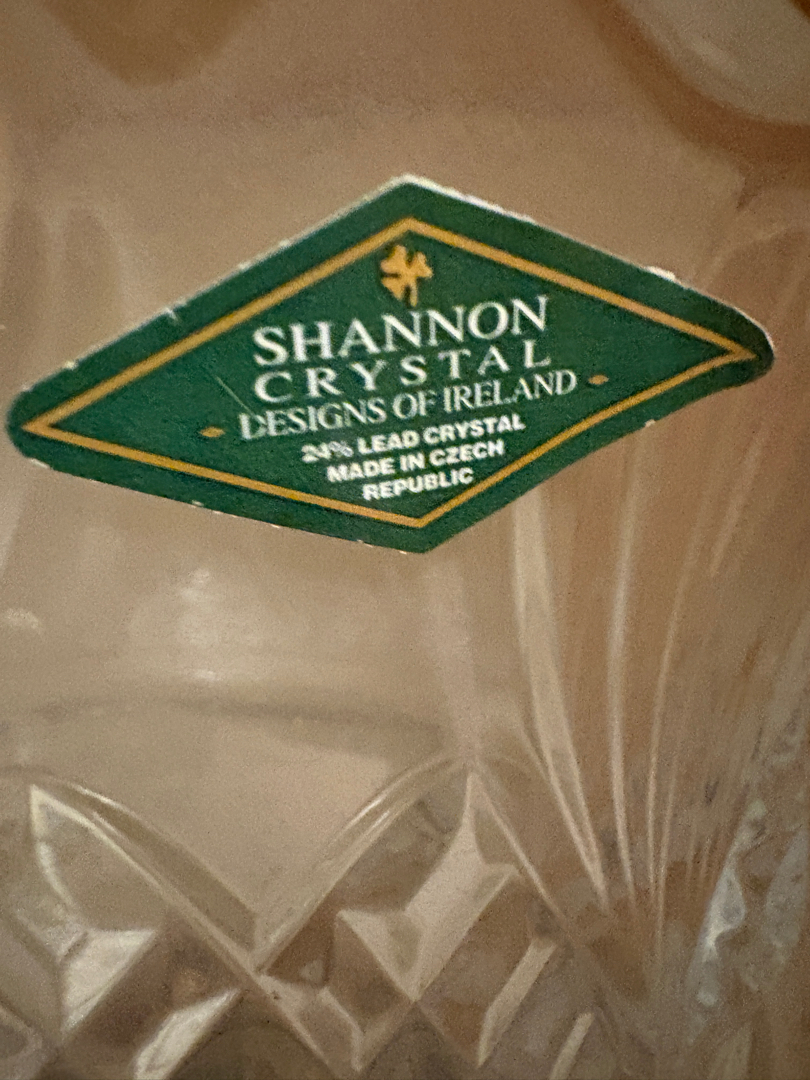 SHANNON
CRYSTAL
DESIGNS OF IRELAND
24% LEAD CRYSTAL
MADE IN CZECH
REPUBLIC